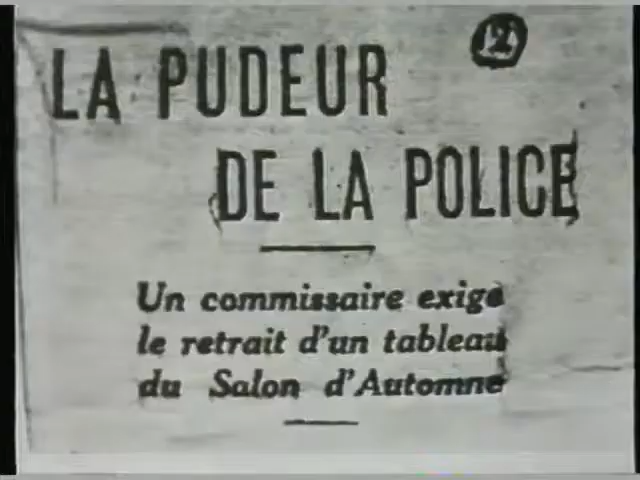 LA PUDEUR
12
DE LA POLICE
Un commissaire exige
le retrait d'un tableau
du Salon d'Automne